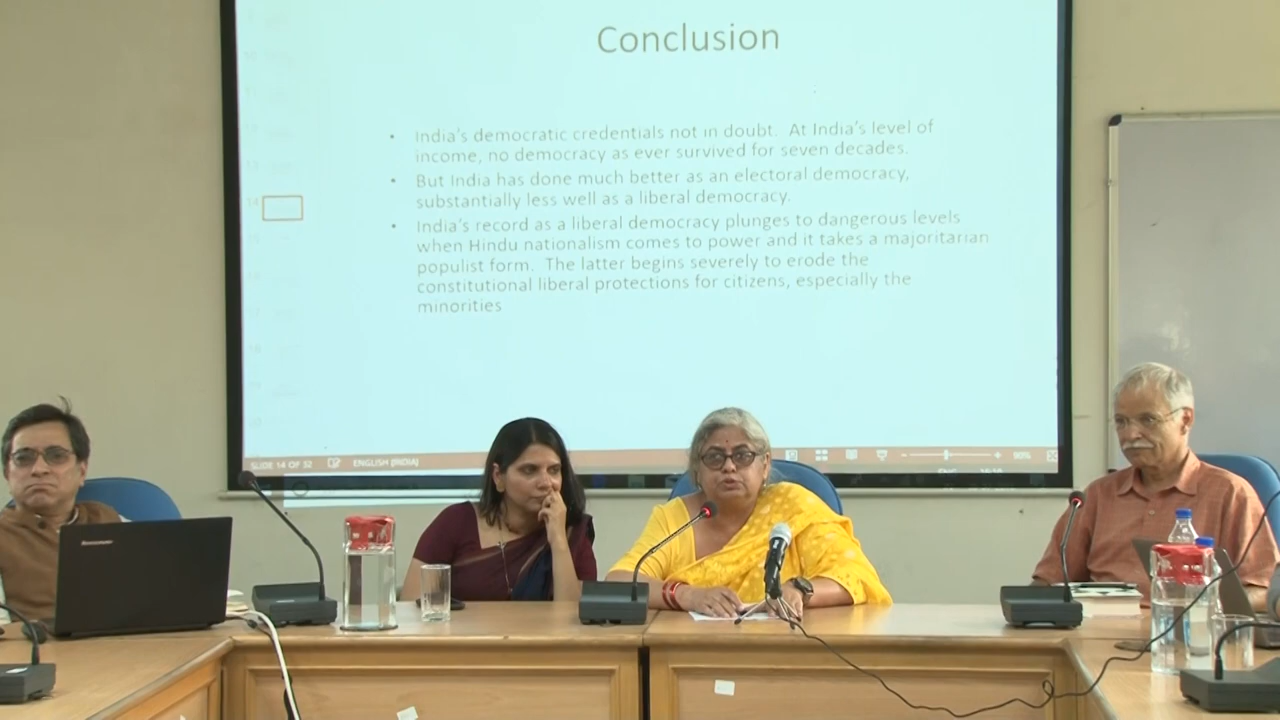 Conclusion
• India's democratic credentials not in doubt. At India's level of
income, no democracy as ever survived for seven decades.
• But India has done much better as an electoral democracy,
substantially less well as a liberal democracy.
• India's record as a liberal democracy plunges to dangerous levels
when Hindu nationalism comes to power and it takes a majoritarian
populist form. The latter begins severely to erode the
constitutional liberal protections for citizens, especially the
minorities
14
SLIDE 14 OF 32 ENGLISH (INDIA) 90%